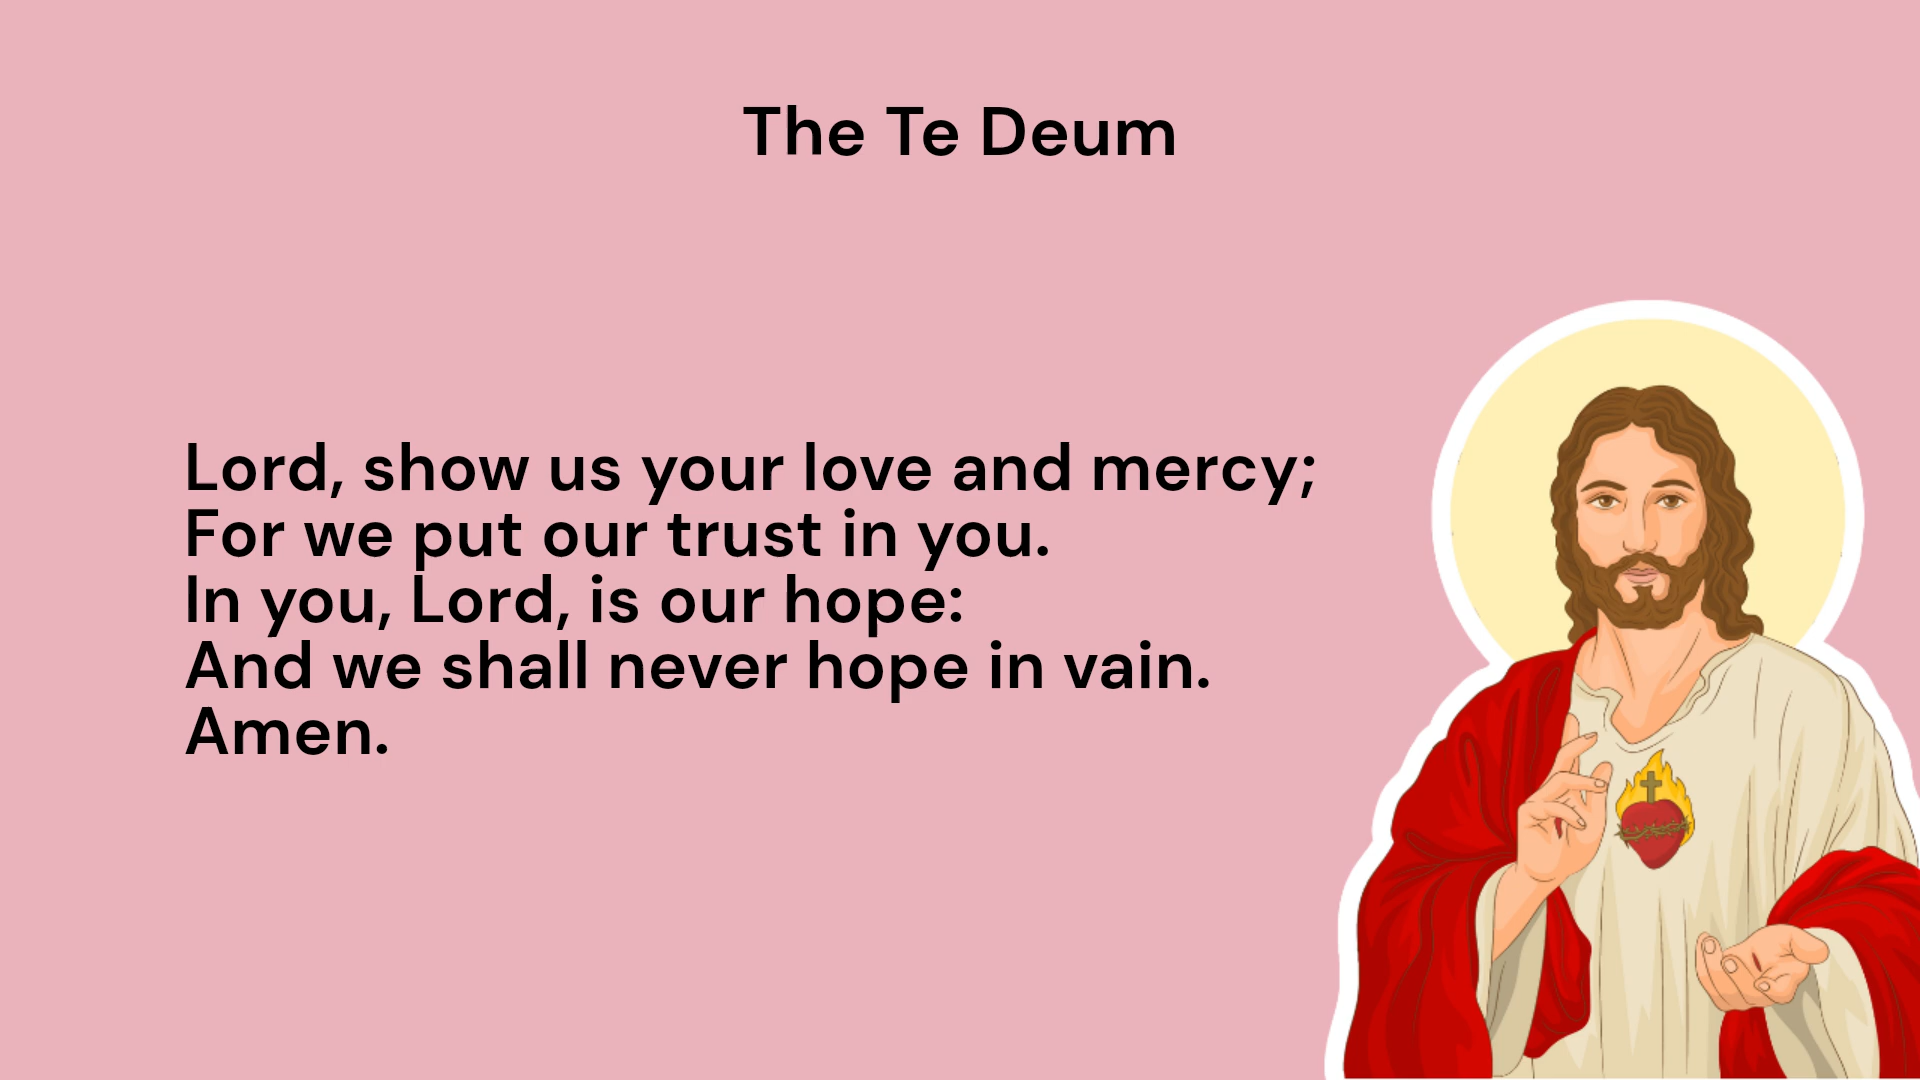 The Te Deum
Lord, show us your love and mercy;
For we put our trust in you.
In you, Lord, is our hope:
And we shall never hope in vain.
Amen.